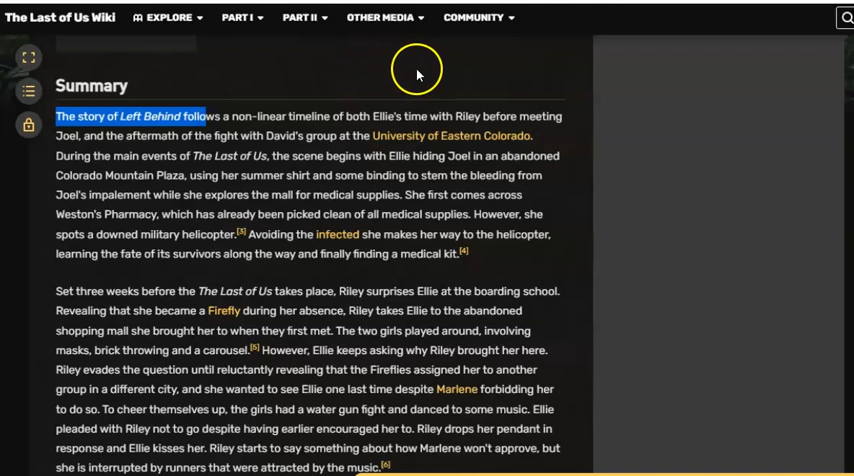 The Last of Us Wiki EXPLORE PART I PART II OTHER MEDIA COMMUNITY
Summary
The story of Left Behind follows a non-linear timeline of both Ellie's time with Riley before meeting
Joel, and the aftermath of the fight with David's group at the University of Eastern Colorado.
During the main events of The Last of Us, the scene begins with Ellie hiding Joel in an abandoned
Colorado Mountain Plaza, using her summer shirt and some binding to stem the bleeding from
Joel's impalement while she explores the mall for medical supplies. She first comes across
Weston's Pharmacy, which has already been picked clean of all medical supplies. However, she
spots a downed military helicopter.[3] Avoiding the infected she makes her way to the helicopter,
learning the fate of its survivors along the way and finally finding a medical kit.[4]
Set three weeks before the The Last of Us takes place, Riley surprises Ellie at the boarding school.
Revealing that she became a Firefly during her absence, Riley takes Ellie to the abandoned
shopping mall she brought her to when they first met. The two girls played around, involving
masks, brick throwing and a carousel.[5] However, Ellie keeps asking why Riley brought her here.
Riley evades the question until reluctantly revealing that the Fireflies assigned her to another
group in a different city, and she wanted to see Ellie one last time despite Marlene forbidding her
to do so. To cheer themselves up, the girls had a water gun fight and danced to some music. Ellie
pleaded with Riley not to go despite having earlier encouraged her to. Riley drops her pendant in
response and Ellie kisses her. Riley starts to say something about how Marlene won't approve, but
she is interrupted by runners that were attracted by the music.[6]